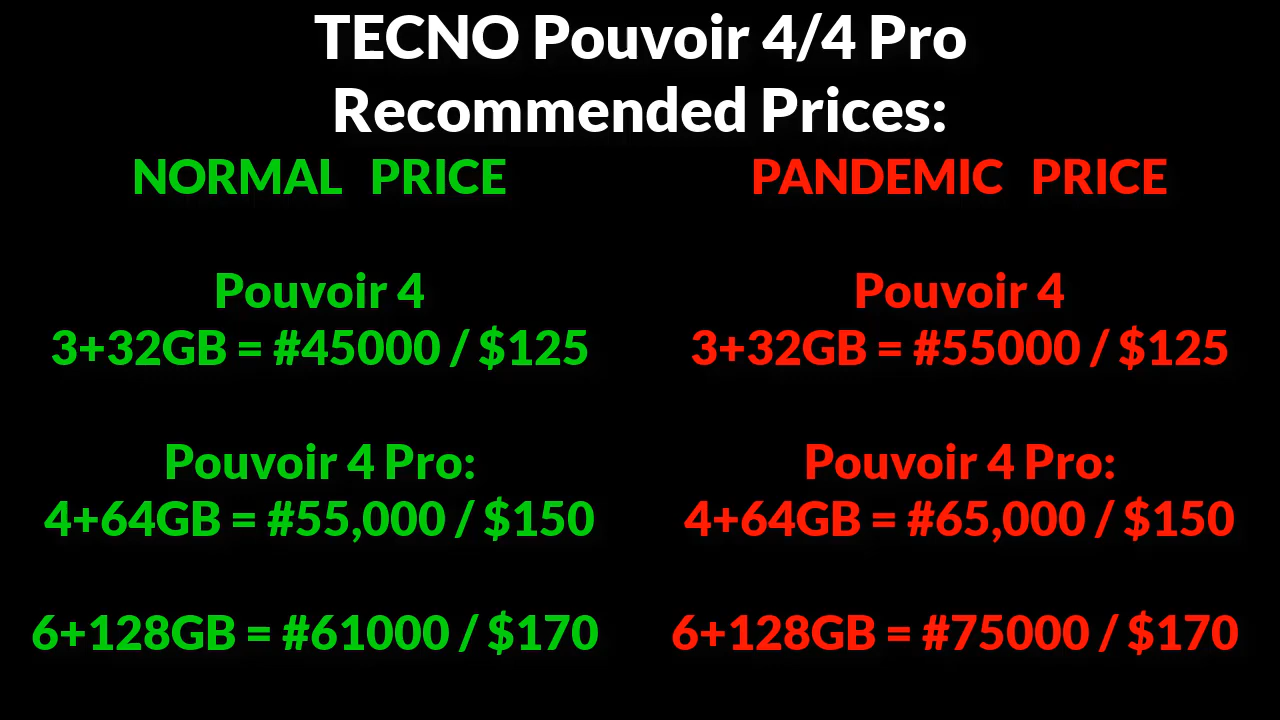 TECNO Pouvoir 4/4 Pro
Recommended Prices:
NORMAL PRICE
Pouvoir 4
3+32GB = #45000 / $125
Pouvoir 4 Pro:
4+64GB = #55,000 / $150
6+128GB = #61000 / $170
PANDEMIC PRICE
Pouvoir 4
3+32GB = #55000 / $125
Pouvoir 4 Pro:
4+64GB = #65,000 / $150
6+128GB = #75000 / $170